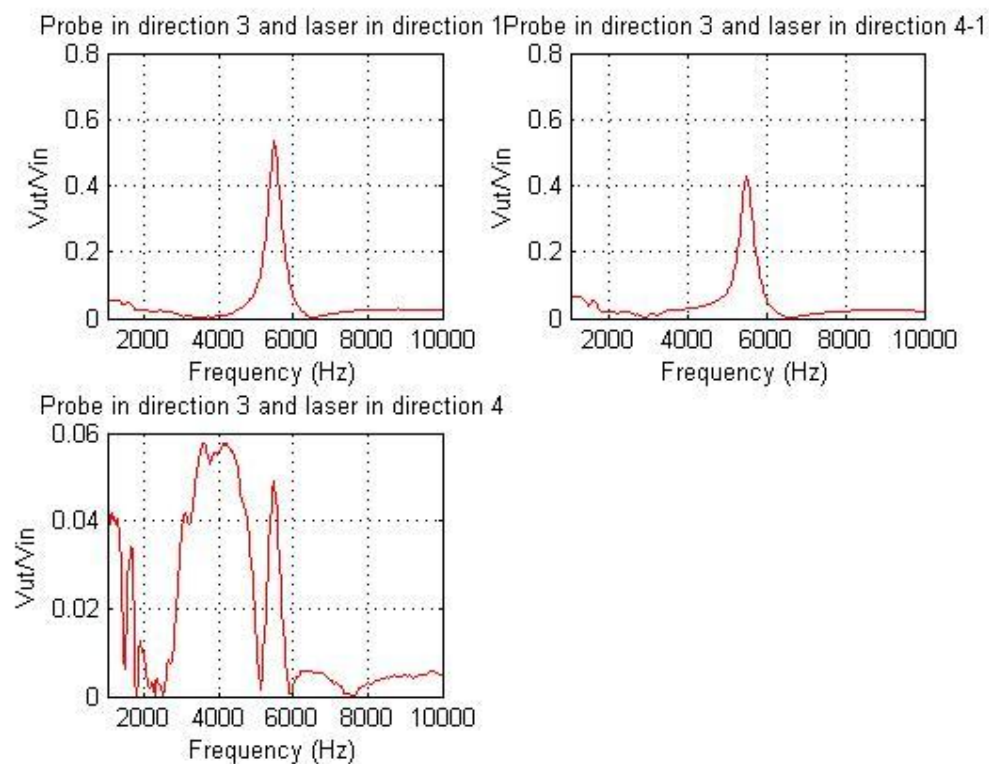 Probe in direction 3 and laser in direction 1
0.8
0.6
0.4
0.2
0
Vut/Vin
2000 4000 6000 8000 10000
Frequency (Hz)
Probe in direction 3 and laser in direction 4-1
0.8
0.6
0.4
0.2
0
Vut/Vin
2000 4000 6000 8000 10000
Frequency (Hz)
Probe in direction 3 and laser in direction 4
0.06
0.04
0.02
0
Vut/Vin
2000 4000 6000 8000 10000
Frequency (Hz)